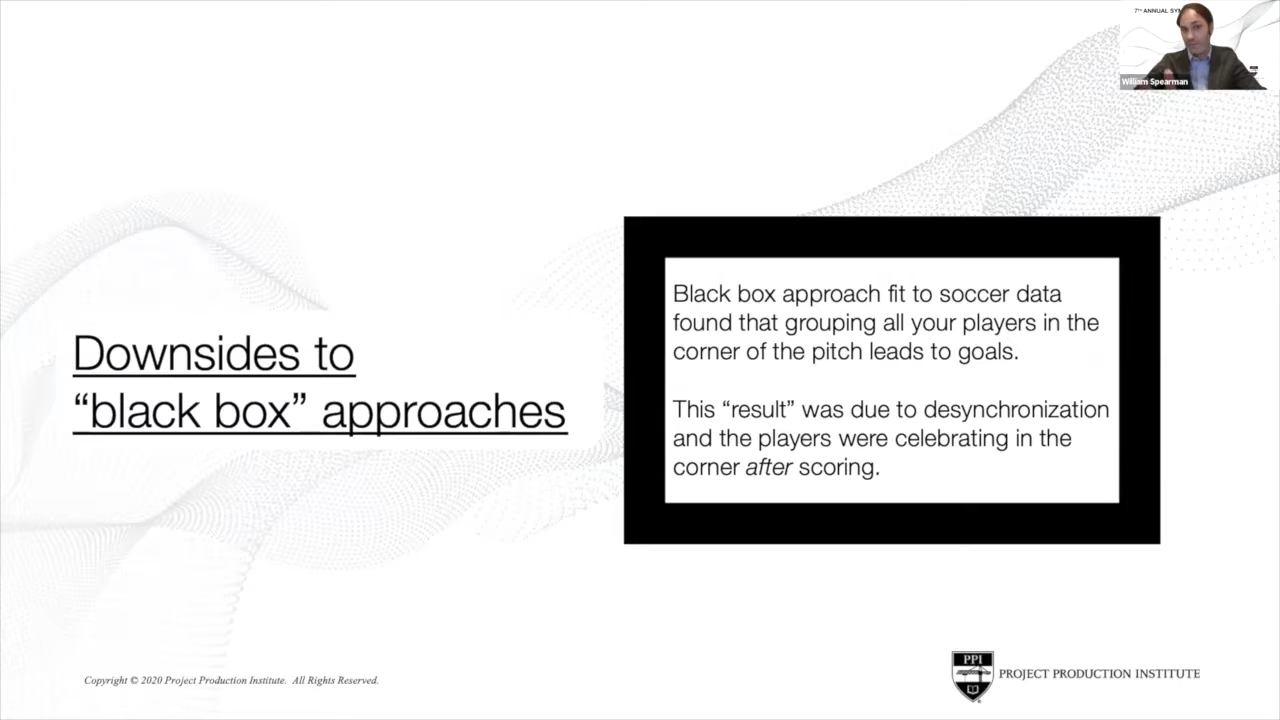 7TH ANNUAL SYM
William Spearman
Downsides to
“black box” approaches
Black box approach fit to soccer data
found that grouping all your players in the
corner of the pitch leads to goals.
This “result” was due to desynchronization
and the players were celebrating in the
corner after scoring.
Copyright © 2020 Project Production Institute. All Rights Reserved.
PPI
PROJECT PRODUCTION INSTITUTE